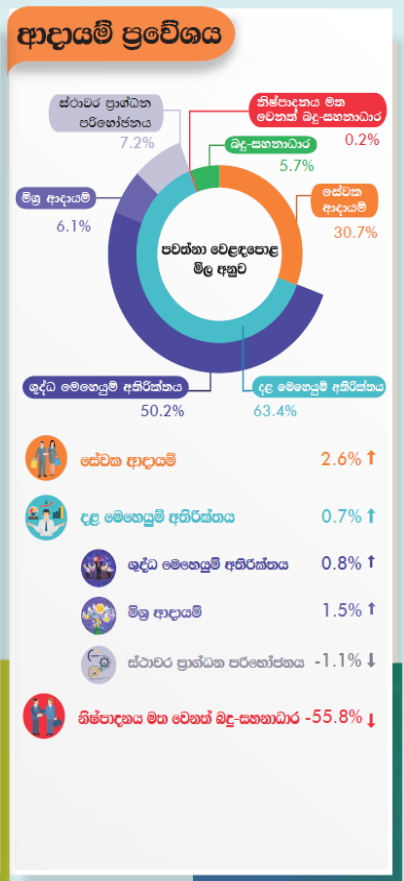 ආදායම් ප්‍රවේශය
ස්ථාවර ප්‍රාග්ධන
පරිභෝජනය
7.2%
නිෂ්පාදනය මත
වෙනත් බදු-සහනාධාර
0.2%
බදු-සහනාධාර
5.7%
මිශ්‍ර ආදායම්
6.1%
සේවක
ආදායම්
30.7%
පවත්නා වෙළඳපොළ
මිල අනුව
ශුද්ධ මෙහෙයුම් අතිරික්තය
50.2%
දළ මෙහෙයුම් අතිරික්තය
63.4%
සේවක ආදායම් 2.6% ↑
දළ මෙහෙයුම් අතිරික්තය 0.7% ↑
ශුද්ධ මෙහෙයුම් අතිරික්තය 0.8% ↑
මිශ්‍ර ආදායම් 1.5% ↑
ස්ථාවර ප්‍රාග්ධන පරිභෝජනය -1.1% ↓
නිෂ්පාදනය මත වෙනත් බදු-සහනාධාර -55.8% ↓